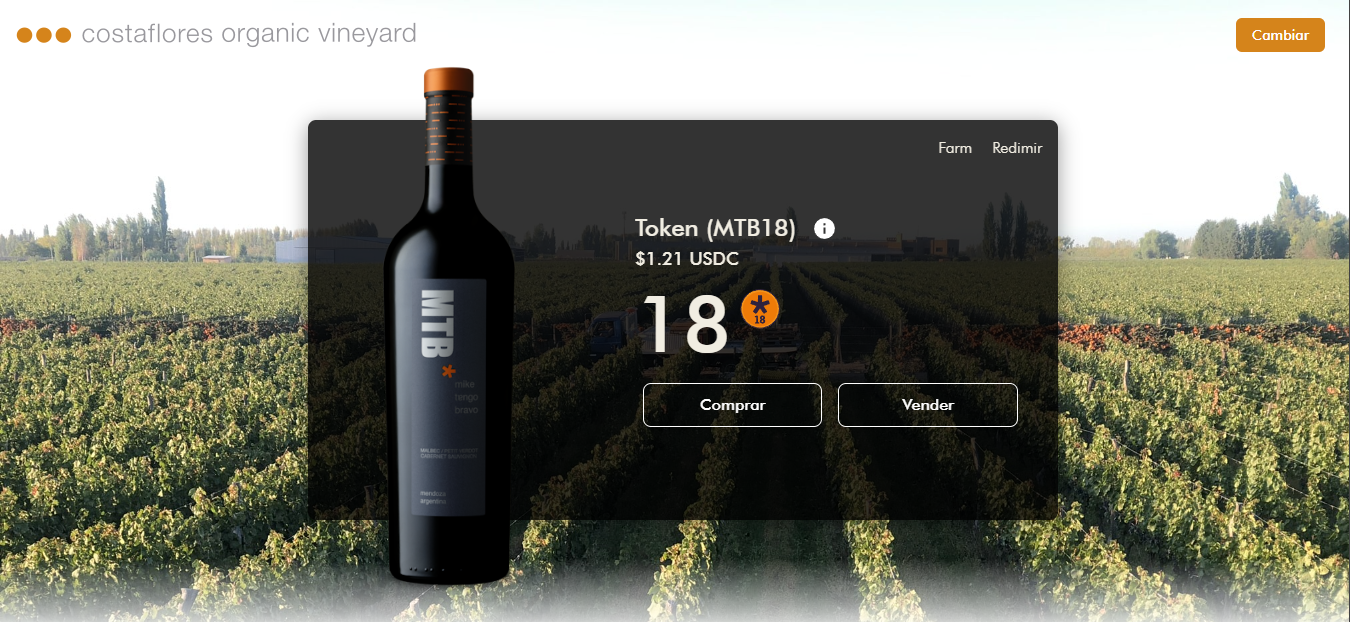 costaflores organic vineyard
Cambiar
Farm
Redimir
Token (MTB18)
$1.21 USDC
18
18
Comprar
Vender
MTB
mike
tango
bravo
mendoza
argentina